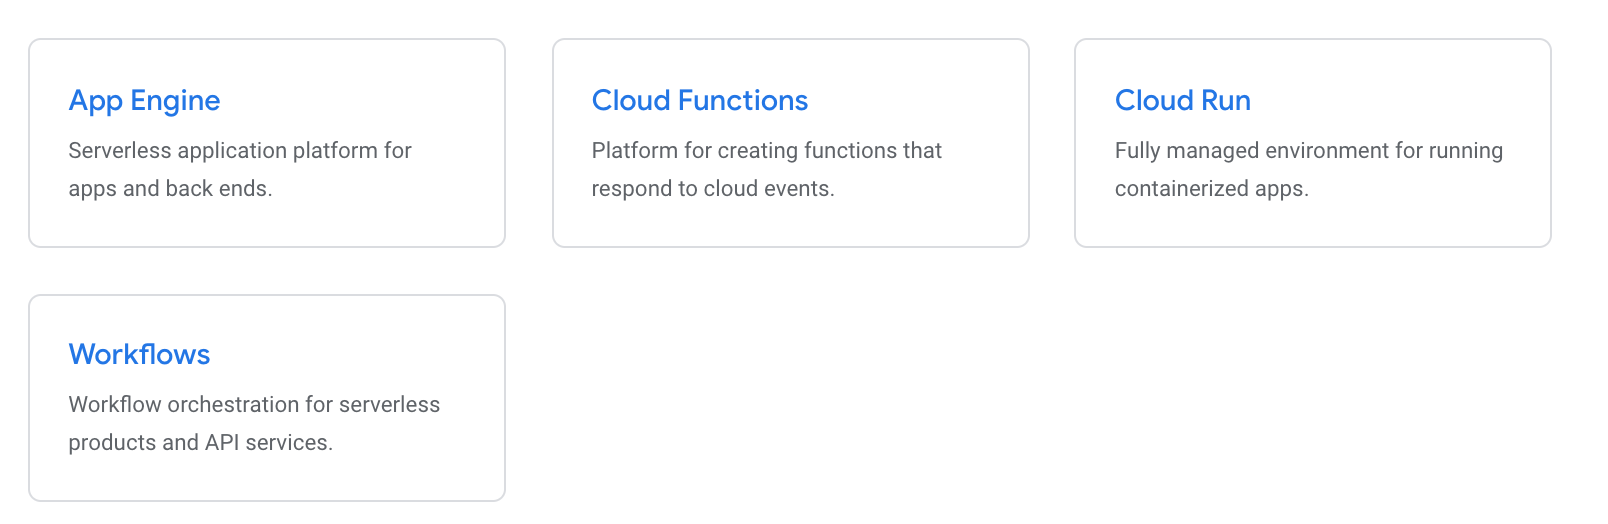 App Engine
Serverless application platform for
apps and back ends.
Cloud Functions
Platform for creating functions that
respond to cloud events.
Cloud Run
Fully managed environment for running
containerized apps.
Workflows
Workflow orchestration for serverless
products and API services.